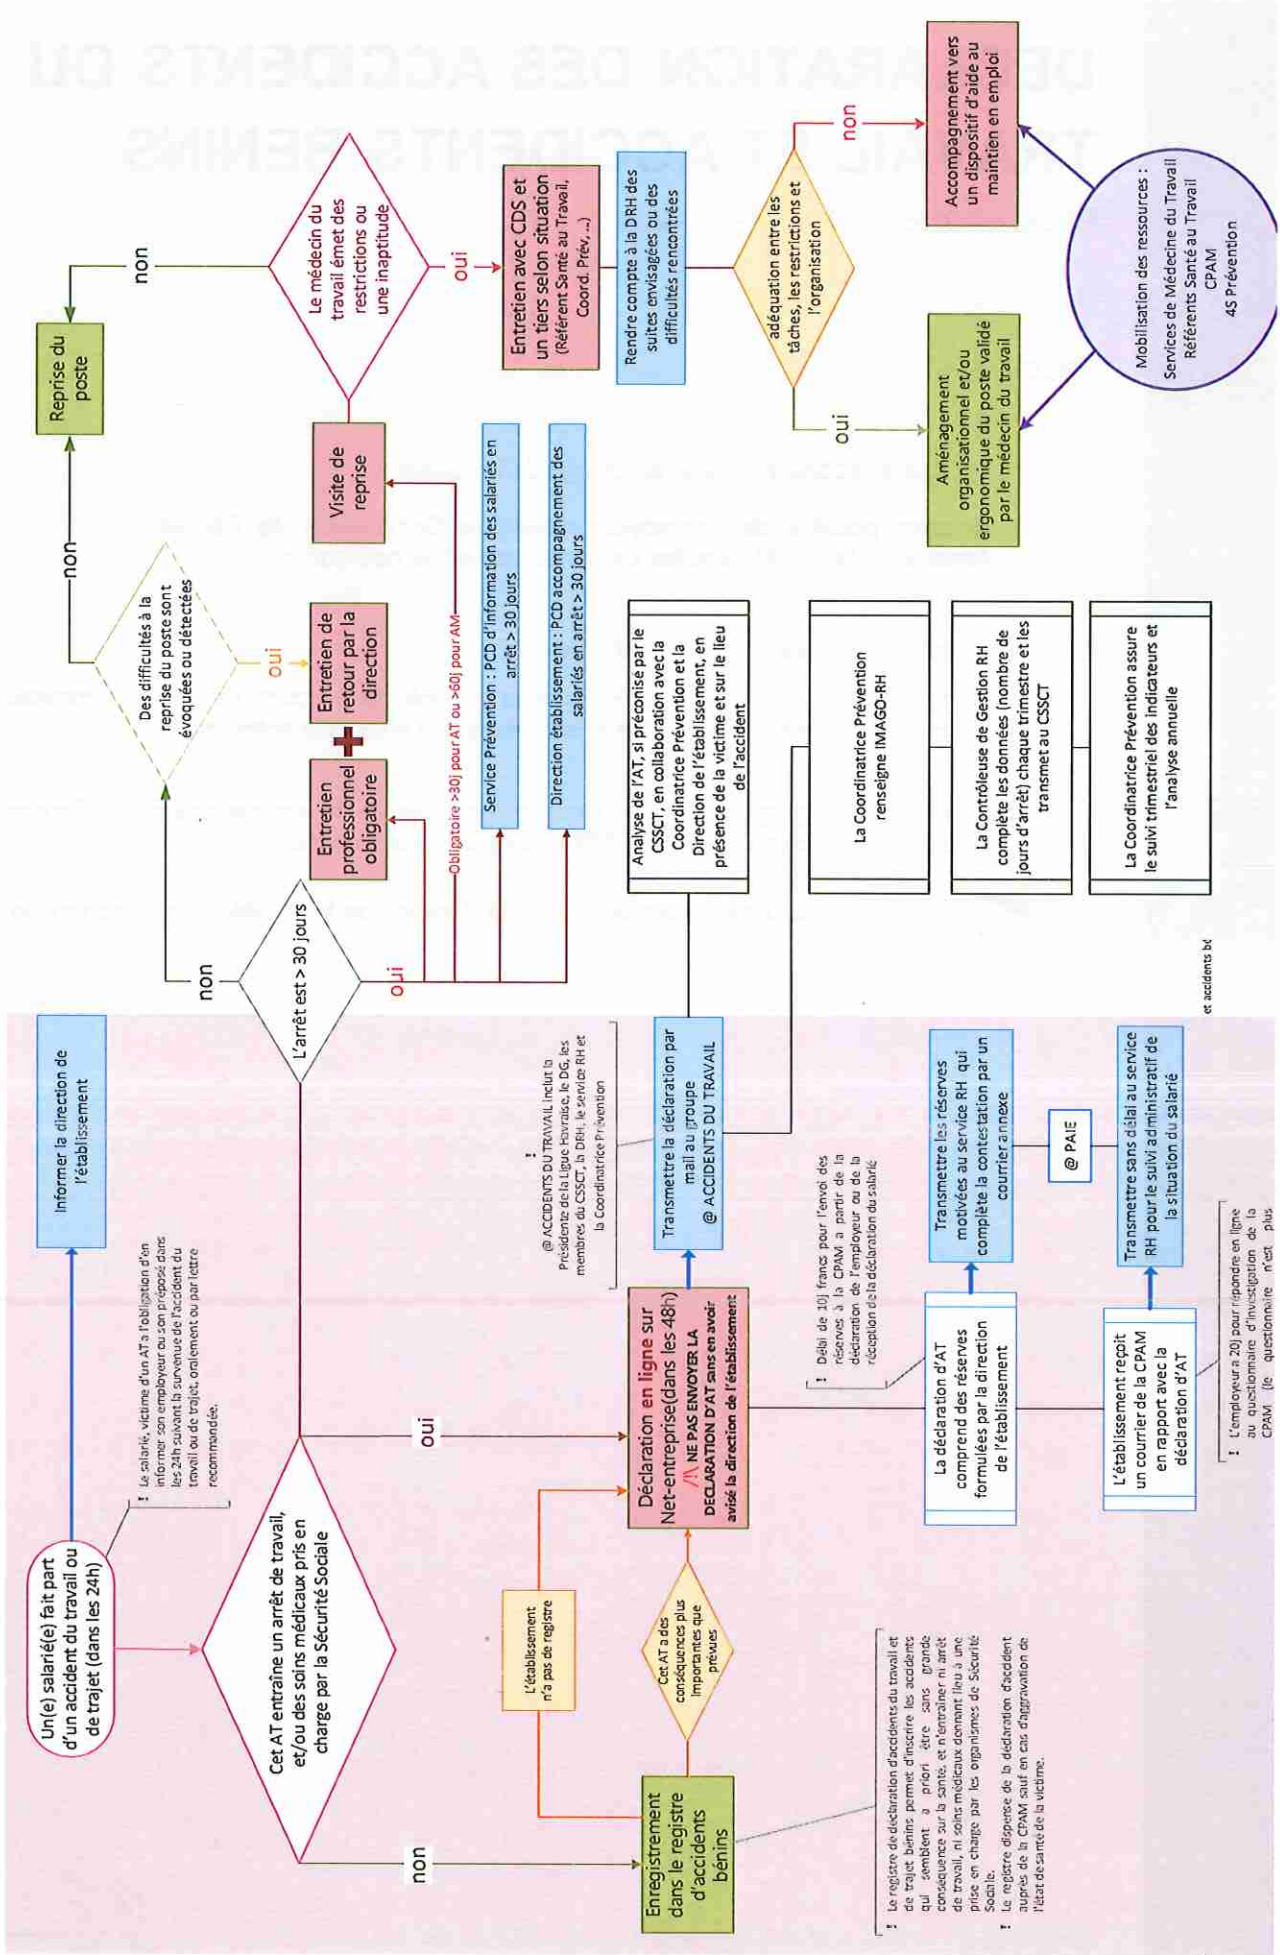 Un(e) salarié(e) fait part
d'un accident du travail ou
de trajet (dans les 24h)
Informer la direction de
l'établissement
! Le salarié, victime d'un AT a l'obligation d'en
informer son employeur ou son préposé dans
les 24h suivant la survenue de l'accident du
travail ou de trajet, oralement ou par lettre
recommandée.
Cet AT entraîne un arrêt de travail,
et/ou des soins médicaux pris en
charge par la Sécurité Sociale
non
oui
L'arrêt est > 30 jours
non
oui
Des difficultés à la
reprise du poste sont
évoquées ou détectées
non
oui
Reprise du
poste
Entretien
professionnel
obligatoire
Entretien de
retour par la
direction
Obligatoire >30j pour AT ou >60j pour AM
Visite de
reprise
Service Prévention : PCD d'information des salariés en
arrêt > 30 jours
Direction établissement : PCD accompagnement des
salariés en arrêt > 30 jours
Le médecin du
travail émet des
restrictions ou
une inaptitude
non
oui
Entretien avec CDS et
un tiers selon situation
(Référent Santé au Travail,
Coord. Prév, ...)
Rendre compte à la DRH des
suites envisagées ou des
difficultés rencontrées
adéquation entre les
tâches, les restrictions et
l'organisation
oui
non
Aménagement
organisationnel et/ou
ergonomique du poste validé
par le médecin du travail
Accompagnement vers
un dispositif d'aide au
maintien en emploi
Mobilisation des ressources :
Services de Médecine du Travail
Référents Santé au Travail
CPAM
4S Prévention
L'établissement
n'a pas de registre
Enregistrement
dans le registre
d'accidents
bénins
Cet AT a des
conséquences plus
importantes que
prévues
Déclaration en ligne sur
Net-entreprise(dans les 48h)
/!\ NE PAS ENVOYER LA
DECLARATION D'AT sans en avoir
avisé la direction de l'établissement
!
@ ACCIDENTS DU TRAVAIL inclut la
Présidente de la Ligue Havraise, le DG, les
membres du CSSCT, la DRH, le service RH et
la Coordinatrice Prévention
Transmettre la déclaration par
mail au groupe
@ ACCIDENTS DU TRAVAIL
Analyse de l'AT, si préconisé par le
CSSCT, en collaboration avec la
Coordinatrice Prévention et la
Direction de l'établissement, en
présence de la victime et sur le lieu
de l'accident
La Coordinatrice Prévention
renseigne IMAGO-RH
La Contrôleuse de Gestion RH
complète les données (nombre de
jours d'arrêt) chaque trimestre et les
transmet au CSSCT
La Coordinatrice Prévention assure
le suivi trimestriel des indicateurs et
l'analyse annuelle
! Délai de 10j francs pour l'envoi des
réserves à la CPAM a partir de la
déclaration de l'employeur ou de la
réception de la déclaration du salarié
La déclaration d'AT
comprend des réserves
formulées par la direction
de l'établissement
Transmettre les réserves
motivées au service RH qui
complète la contestation par un
courrier annexe
@ PAIE
L'établissement reçoit
un courrier de la CPAM
en rapport avec la
déclaration d'AT
Transmettre sans délai au service
RH pour le suivi administratif de
la situation du salarié
! L'employeur a 20j pour répondre en ligne
au questionnaire d'investigation de la
CPAM (le questionnaire n'est plus
! Le registre de déclaration d'accidents du travail et
de trajet bénins permet d'inscrire les accidents
qui semblent a priori être sans grande
conséquence sur la santé, et n'entraîner ni arrêt
de travail, ni soins médicaux donnant lieu à une
prise en charge par les organismes de Sécurité
Sociale.
! Le registre dispense de la déclaration d'accident
auprès de la CPAM sauf en cas d'aggravation de
l'état de santé de la victime.
et accidents bé